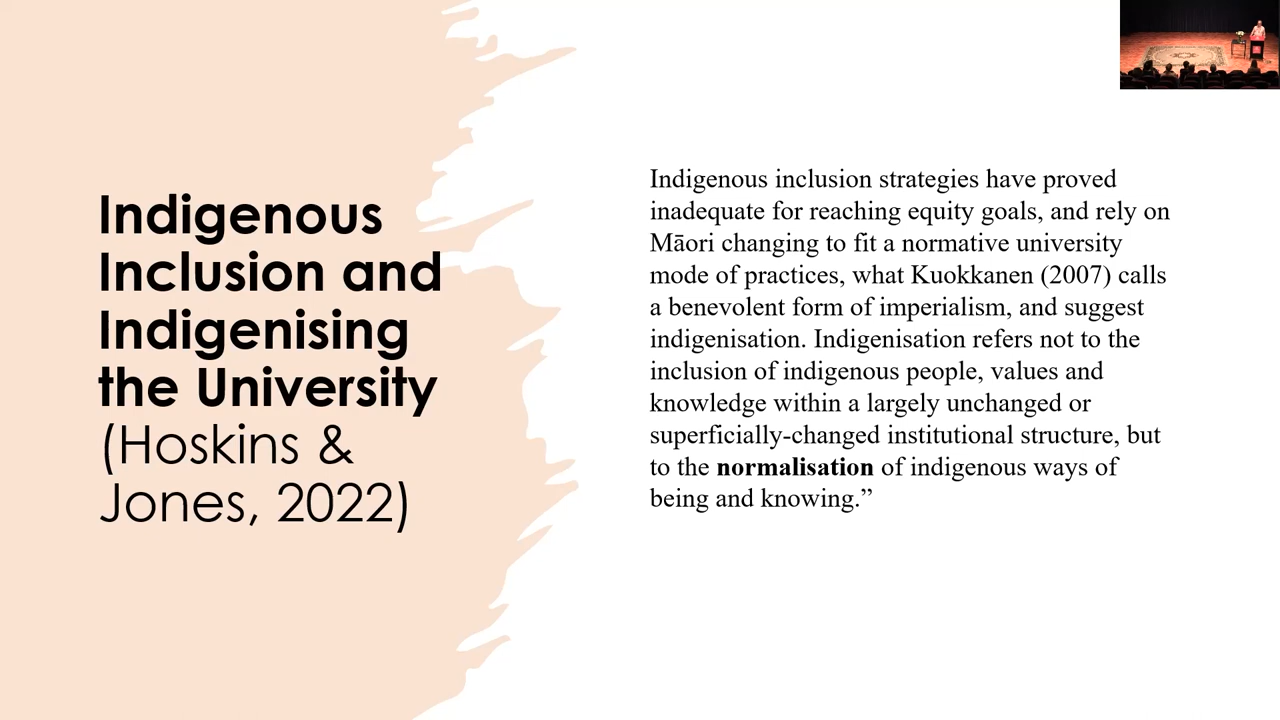 Indigenous
Inclusion and
Indigenising
the University
(Hoskins &
Jones, 2022)
Indigenous inclusion strategies have proved
inadequate for reaching equity goals, and rely on
Māori changing to fit a normative university
mode of practices, what Kuokkanen (2007) calls
a benevolent form of imperialism, and suggest
indigenisation. Indigenisation refers not to the
inclusion of indigenous people, values and
knowledge within a largely unchanged or
superficially-changed institutional structure, but
to the normalisation of indigenous ways of
being and knowing.”